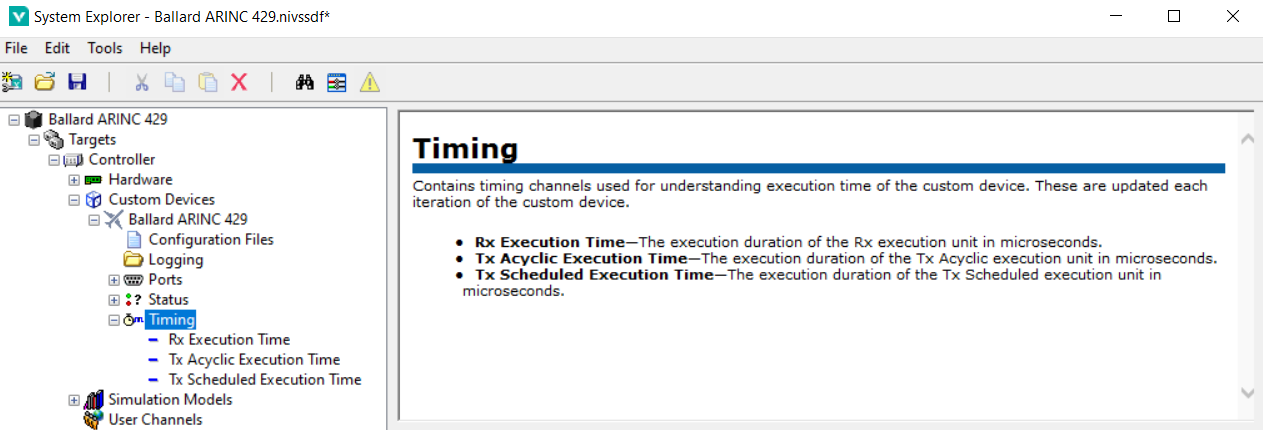 System Explorer - Ballard ARINC 429.nivssdf*
File Edit Tools Help
Ballard ARINC 429
Targets
Controller
Hardware
Custom Devices
Ballard ARINC 429
Configuration Files
Logging
Ports
Status
Timing
Rx Execution Time
Tx Acyclic Execution Time
Tx Scheduled Execution Time
Simulation Models
User Channels
Timing
Contains timing channels used for understanding execution time of the custom device. These are updated each
iteration of the custom device.
• Rx Execution Time—The execution duration of the Rx execution unit in microseconds.
• Tx Acyclic Execution Time—The execution duration of the Tx Acyclic execution unit in microseconds.
• Tx Scheduled Execution Time—The execution duration of the Tx Scheduled execution unit in
microseconds.